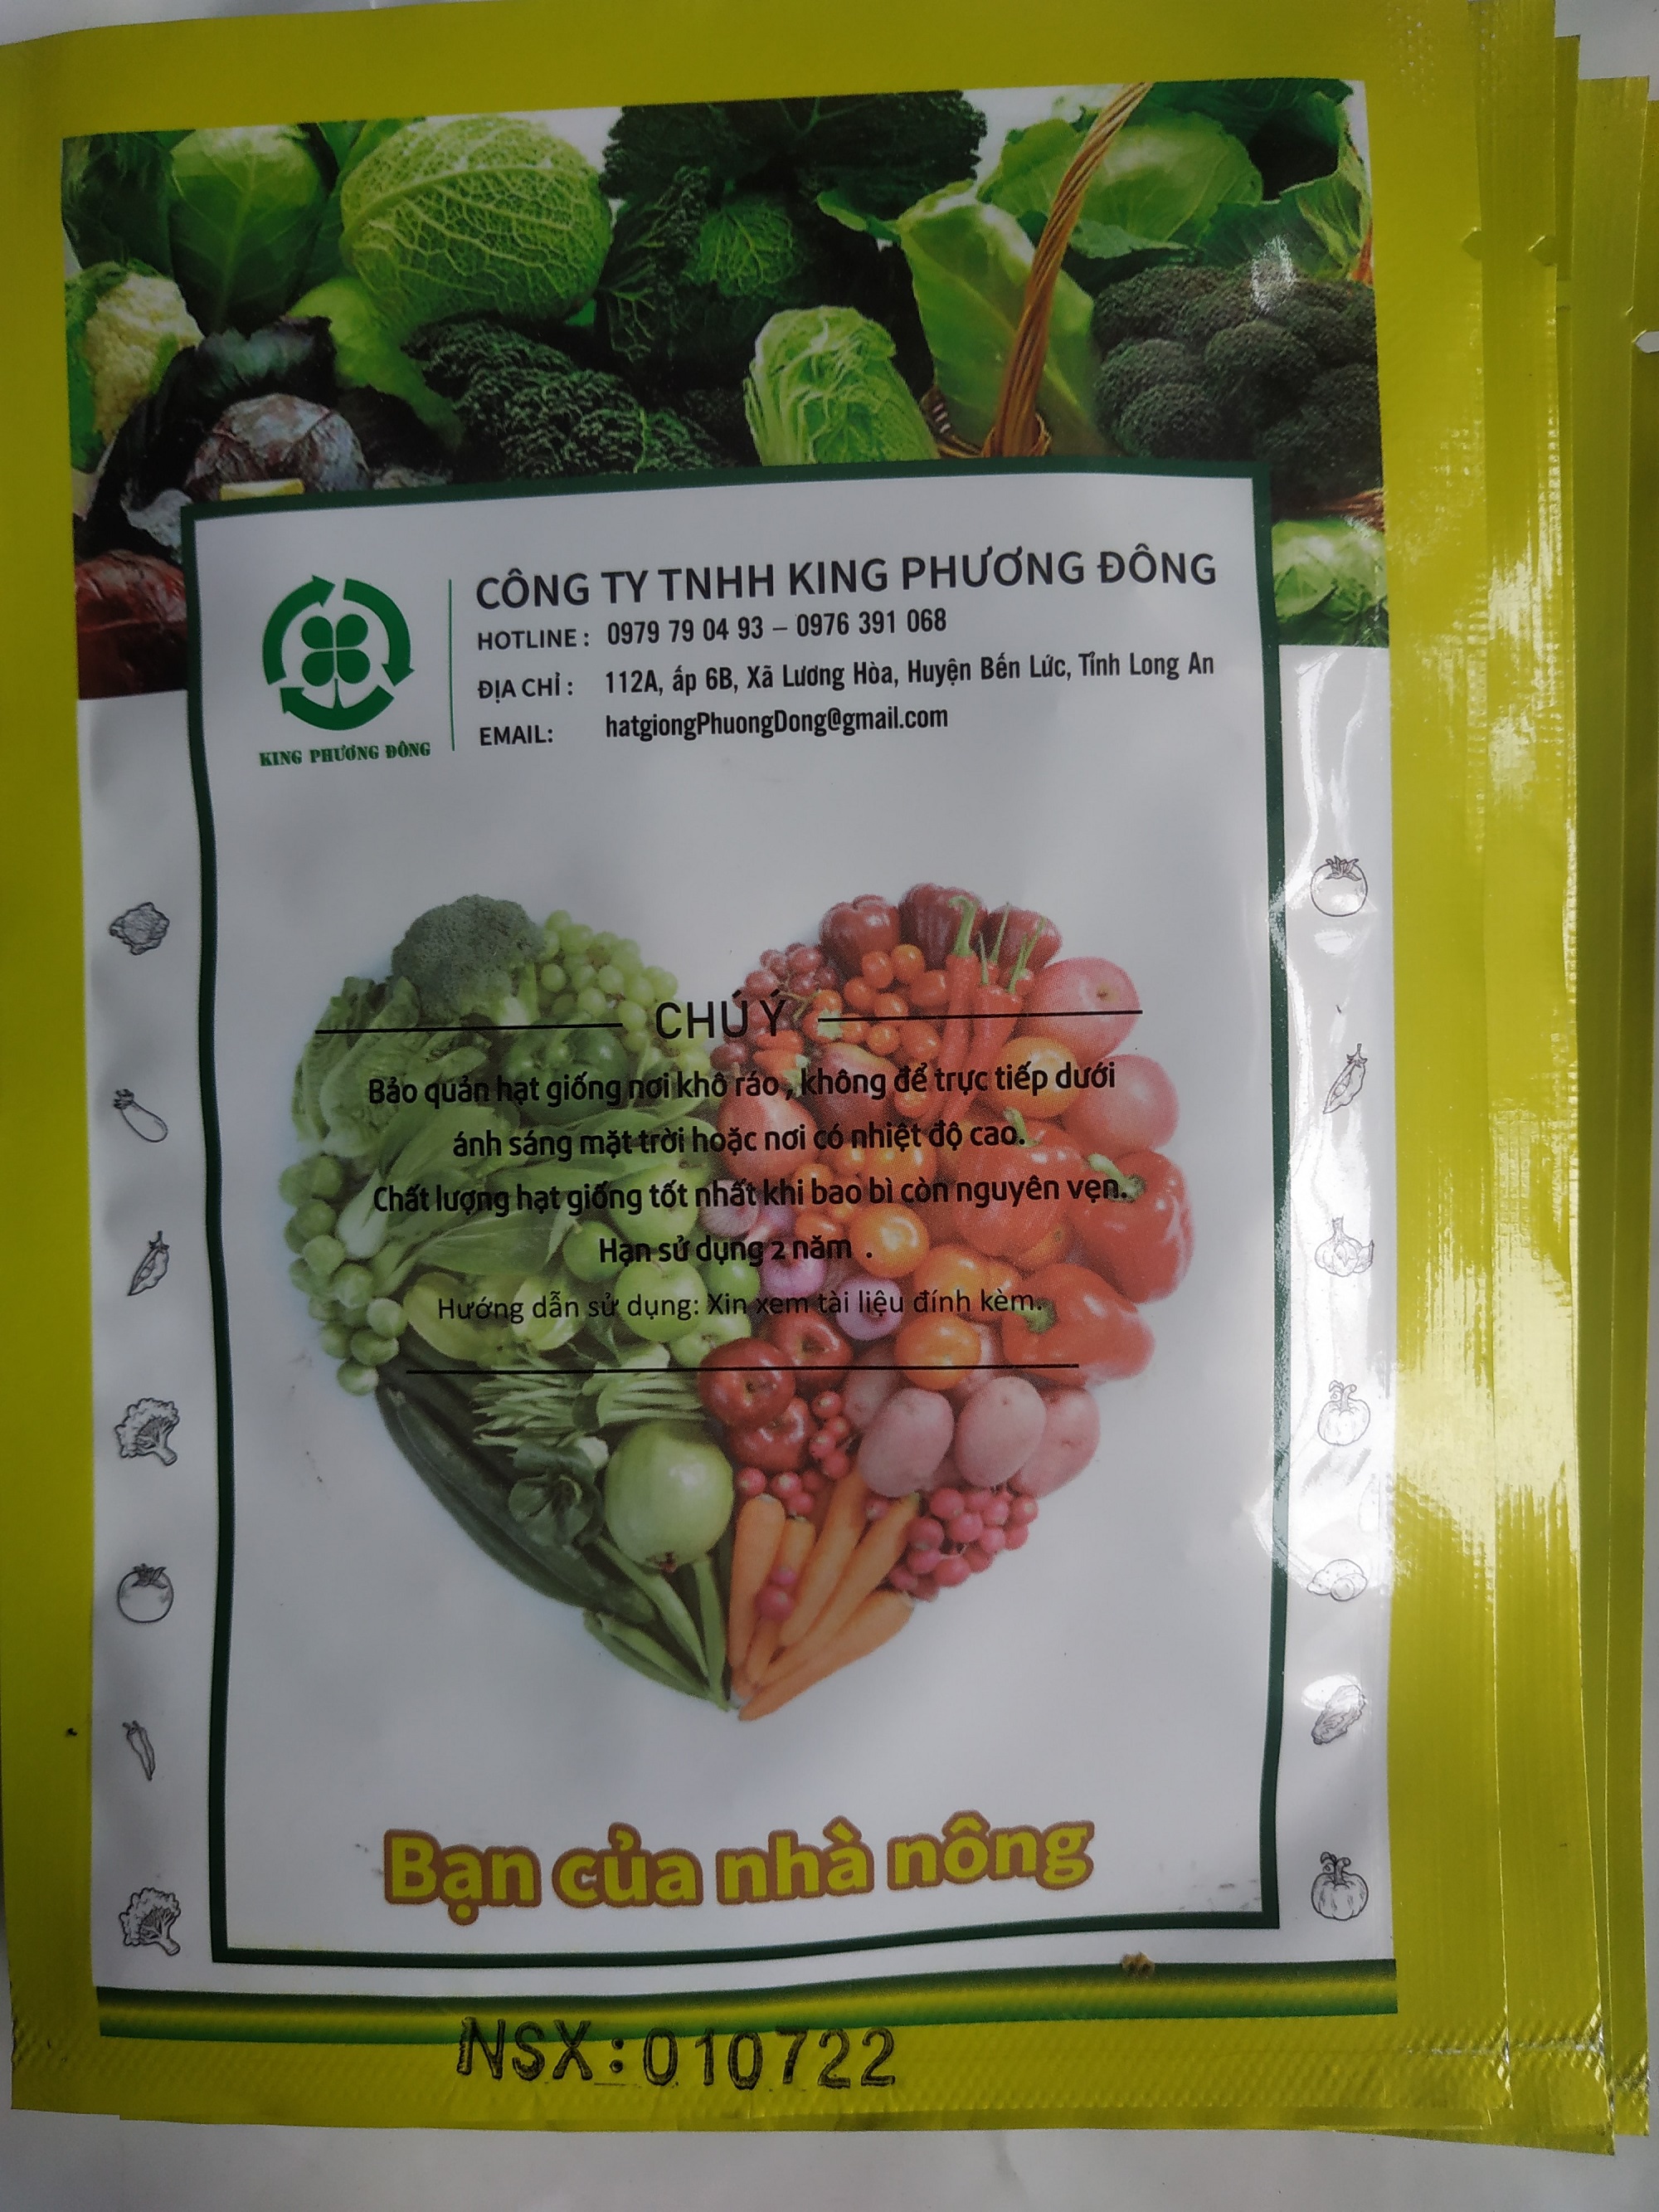 CÔNG TY TNHH KING PHƯƠNG ĐÔNG
HOTLINE : 0979 79 04 93 – 0976 391 068
ĐỊA CHỈ : 112A, ấp 6B, Xã Lương Hòa, Huyện Bến Lức, Tỉnh Long An
EMAIL: hatgiongPhuongDong@gmail.com
KING PHƯƠNG ĐÔNG
CHÚ Ý
Bảo quản hạt giống nơi khô ráo , không để trực tiếp dưới
ánh sáng mặt trời hoặc nơi có nhiệt độ cao.
Chất lượng hạt giống tốt nhất khi bao bì còn nguyên vẹn.
Hạn sử dụng 2 năm .
Hướng dẫn sử dụng: Xin xem tài liệu đính kèm.
Bạn của nhà nông
NSX:010722